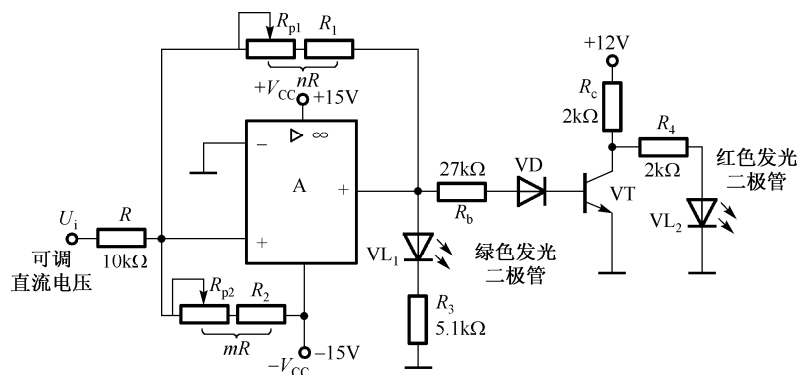 Rp1
R1
nR
+12V
+VCC
+15V
Rc
2kΩ
R4
2kΩ
红色发光
二极管
▷ ∞
−
A
+
+
27kΩ
Rb
VD
VT
VL2
Ui
R
可调
直流电压
10kΩ
VL1
绿色发光
二极管
Rp2
R2
mR
R3
5.1kΩ
−VCC
−15V